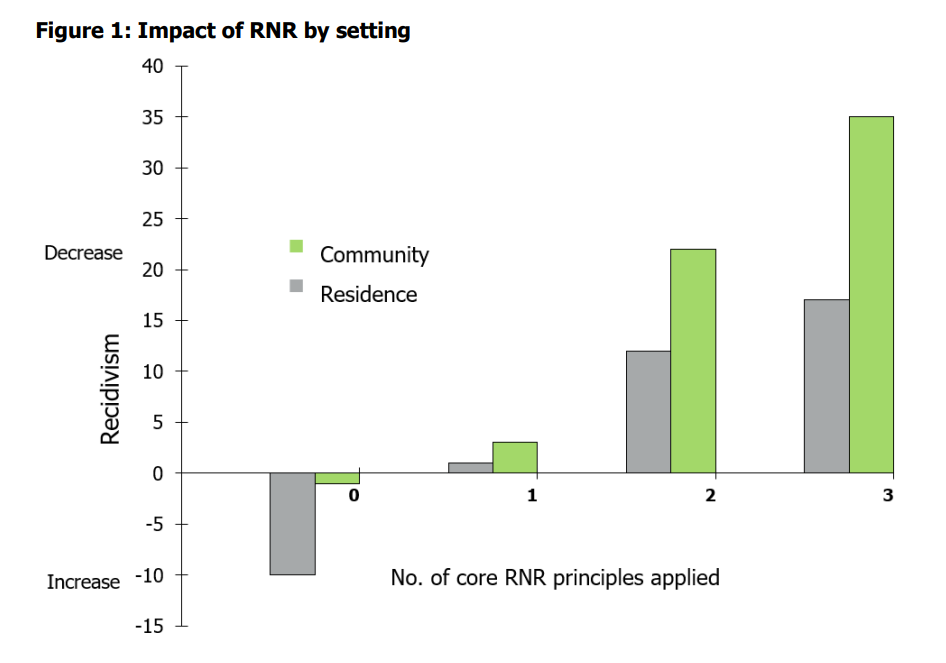 Figure 1: Impact of RNR by setting
40
35
30
25
Decrease
20
15
10
5
0
-5
Increase
-10
-15
Recidivism
Community
Residence
0
1
2
3
No. of core RNR principles applied